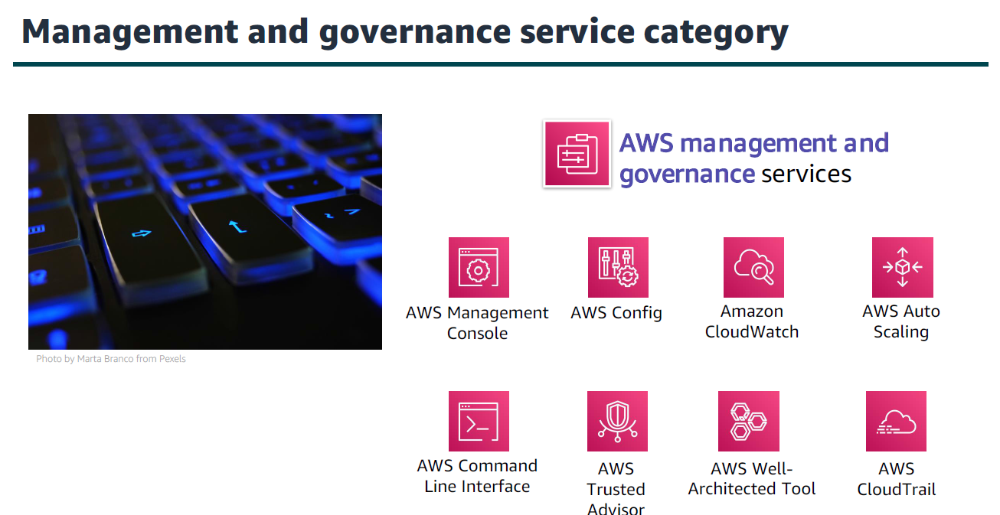 Management and governance service category
AWS management and
governance services
Photo by Marta Branco from Pexels
AWS Management
Console
AWS Config
Amazon
CloudWatch
AWS Auto
Scaling
AWS Command
Line Interface
AWS
Trusted
Advisor
AWS Well-
Architected Tool
AWS
CloudTrail